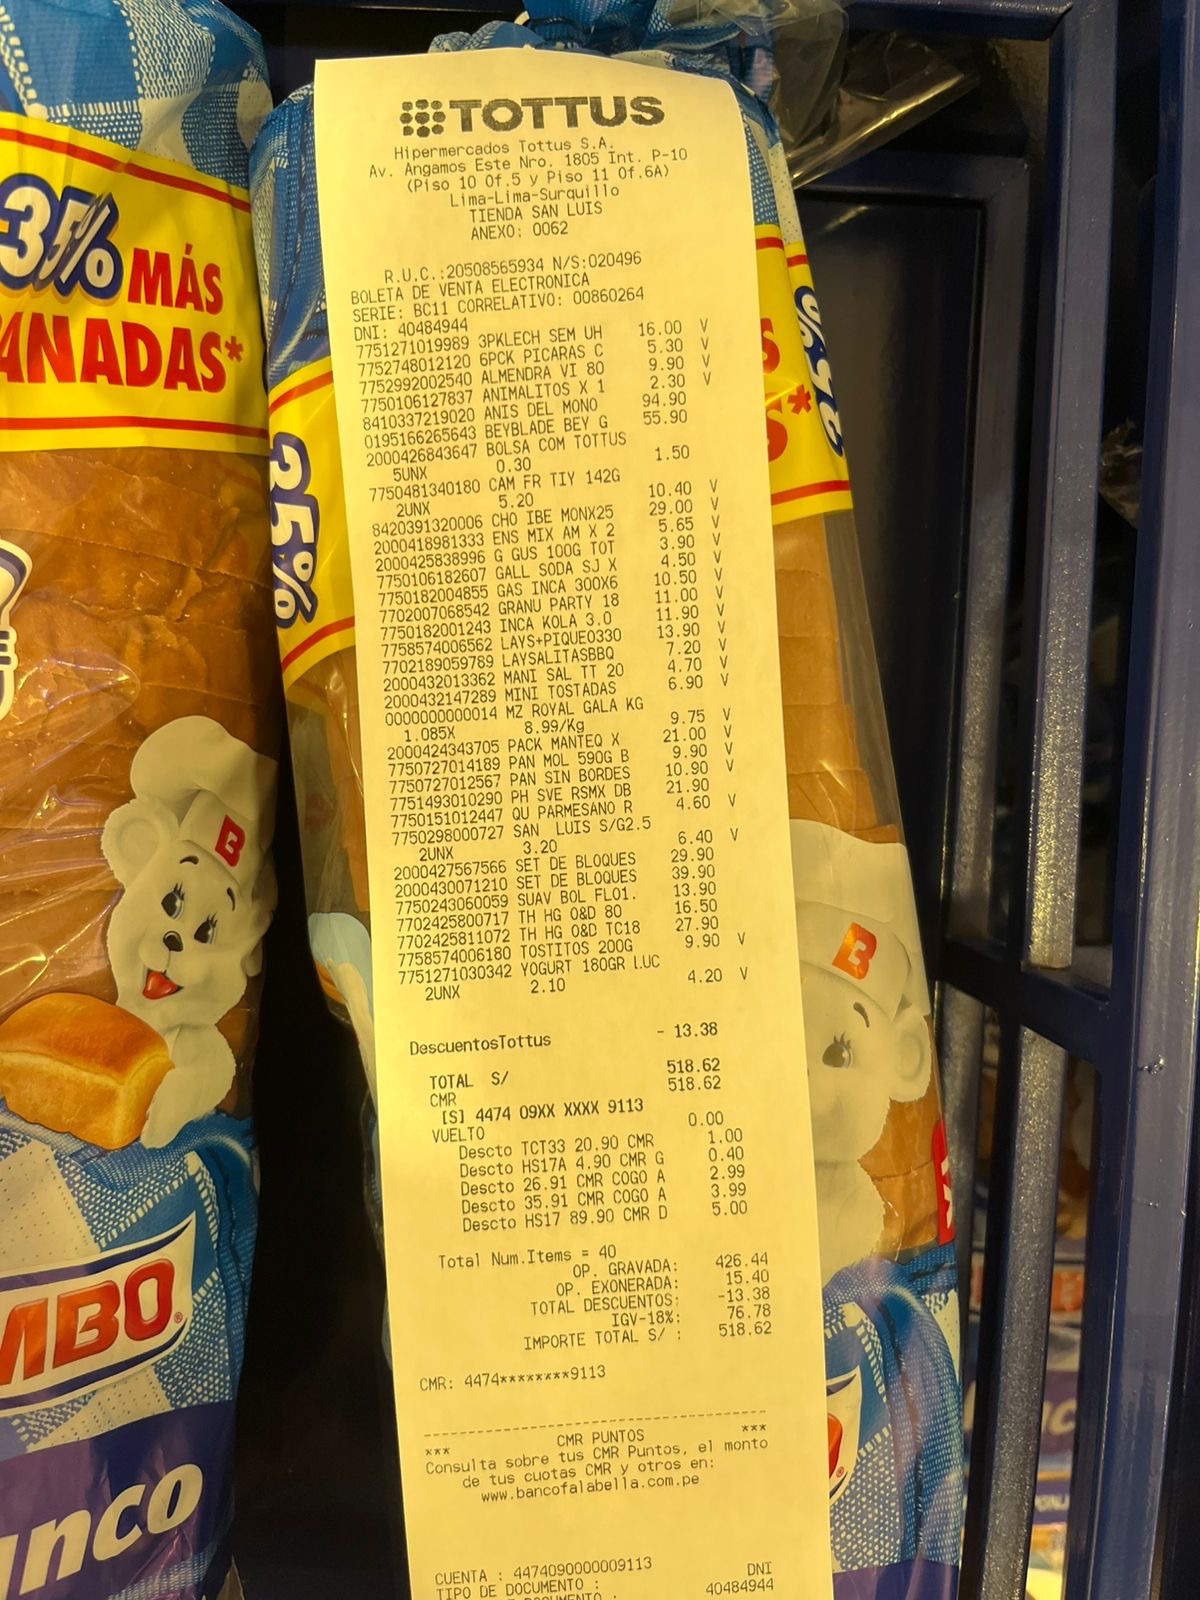 35% MÁS
ANADAS*
35%
S
S*
35%
TOTTUS
Hipermercados Tottus S.A.
Av. Angamos Este Nro. 1805 Int. P-10
(Piso 10 Of.5 y Piso 11 Of.6A)
Lima-Lima-Surquillo
TIENDA SAN LUIS
ANEXO: 0062
R.U.C.:20508565934 N/S:020496
BOLETA DE VENTA ELECTRONICA
SERIE: BC11 CORRELATIVO: 00860264
DNI: 40484944
7751271019989 3PKLECH SEM UH 16.00 V
7752748012120 6PCK PICARAS C 5.30 V
7752992002540 ALMENDRA VI 80 9.90 V
7750106127837 ANIMALITOS X 1 2.30 V
8410337219020 ANIS DEL MONO 94.90
0195166265643 BEYBLADE BEY G 55.90
2000426843647 BOLSA COM TOTTUS
5UNX 0.30 1.50
7750481340180 CAM FR TIY 142G
2UNX 5.20 10.40 V
8420391320006 CHO IBE MONX25 29.00 V
2000418981333 ENS MIX AM X 2 5.65 V
2000425838996 G GUS 100G TOT 3.90 V
7750106182607 GALL SODA SJ X 4.50 V
7750182004855 GAS INCA 300X6 10.50 V
7702007068542 GRANU PARTY 18 11.00 V
7750182001243 INCA KOLA 3.0 11.90 V
7758574006562 LAYS+PIQUEO330 13.90 V
7702189059789 LAYSALITASBBQ 7.20 V
2000432013362 MANI SAL TT 20 4.70 V
2000432147289 MINI TOSTADAS 6.90 V
0000000000014 MZ ROYAL GALA KG
1.085X 8.99/Kg 9.75 V
2000424343705 PACK MANTEQ X 21.00 V
7750727014189 PAN MOL 590G B 9.90 V
7750727012567 PAN SIN BORDES 10.90 V
7751493010290 PH SVE RSMX DB 21.90
7750151012447 QU PARMESANO R 4.60 V
7750298000727 SAN LUIS S/G2.5
2UNX 3.20 6.40 V
2000427567566 SET DE BLOQUES 29.90
2000430071210 SET DE BLOQUES 39.90
7750243060059 SUAV BOL FLO1. 13.90
7702425800717 TH HG O&D 80 16.50
7702425811072 TH HG O&D TC18 27.90
7758574006180 TOSTITOS 200G 9.90 V
7751271030342 YOGURT 180GR LUC
2UNX 2.10 4.20 V
DescuentosTottus - 13.38
TOTAL S/ 518.62
CMR 518.62
[S] 4474 09XX XXXX 9113
VUELTO 0.00
Descto TCT33 20.90 CMR 1.00
Descto HS17A 4.90 CMR G 0.40
Descto 26.91 CMR COGO A 2.99
Descto 35.91 CMR COGO A 3.99
Descto HS17 89.90 CMR D 5.00
Total Num.Items = 40
OP. GRAVADA: 426.44
OP. EXONERADA: 15.40
TOTAL DESCUENTOS: -13.38
IGV-18%: 76.78
IMPORTE TOTAL S/ : 518.62
CMR: 4474********9113
*** CMR PUNTOS ***
Consulta sobre tus CMR Puntos, el monto
de tus cuotas CMR y otros en:
www.bancofalabella.com.pe
CUENTA : 4474090000009113
TIPO DE DOCUMENTO : DNI
40484944
B
B
MBO
anco